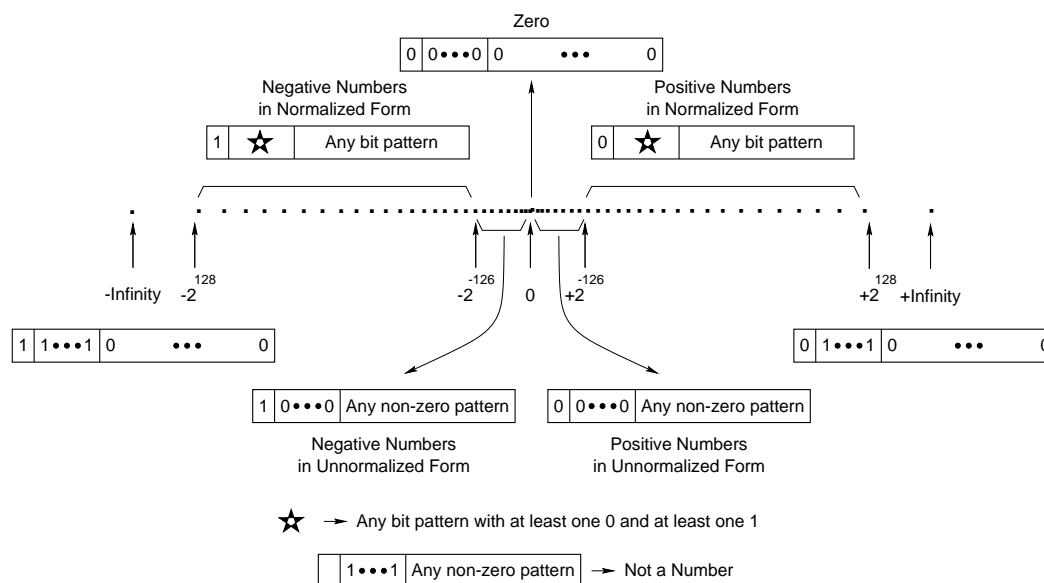 Zero
0 0•••0 0 ••• 0
Negative Numbers
in Normalized Form
Positive Numbers
in Normalized Form
1 Any bit pattern
0 Any bit pattern
-Infinity
-2^128
-2^-126
0
+2^-126
+2^128
+Infinity
1 1•••1 0 ••• 0
0 1•••1 0 ••• 0
1 0•••0 Any non-zero pattern
0 0•••0 Any non-zero pattern
Negative Numbers
in Unnormalized Form
Positive Numbers
in Unnormalized Form
Any bit pattern with at least one 0 and at least one 1
1•••1 Any non-zero pattern Not a Number